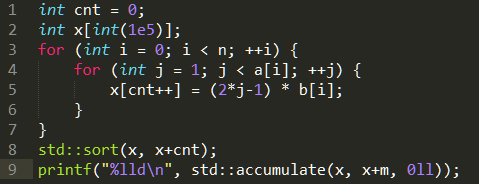 1 int cnt = 0;
2 int x[int(1e5)];
3 for (int i = 0; i < n; ++i) {
4     for (int j = 1; j < a[i]; ++j) {
5         x[cnt++] = (2*j-1) * b[i];
6     }
7 }
8 std::sort(x, x+cnt);
9 printf("%lld\n", std::accumulate(x, x+m, 0ll));